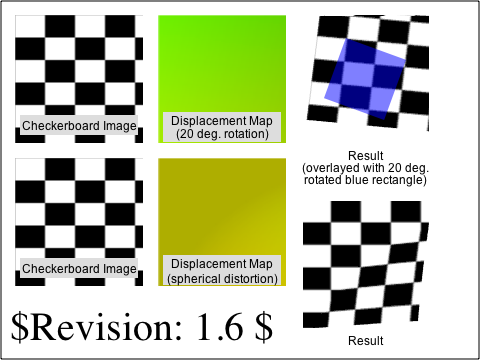 Checkerboard Image
Displacement Map
(20 deg. rotation)
Result
(overlayed with 20 deg.
rotated blue rectangle)
Checkerboard Image
Displacement Map
(spherical distortion)
Result
$Revision: 1.6 $